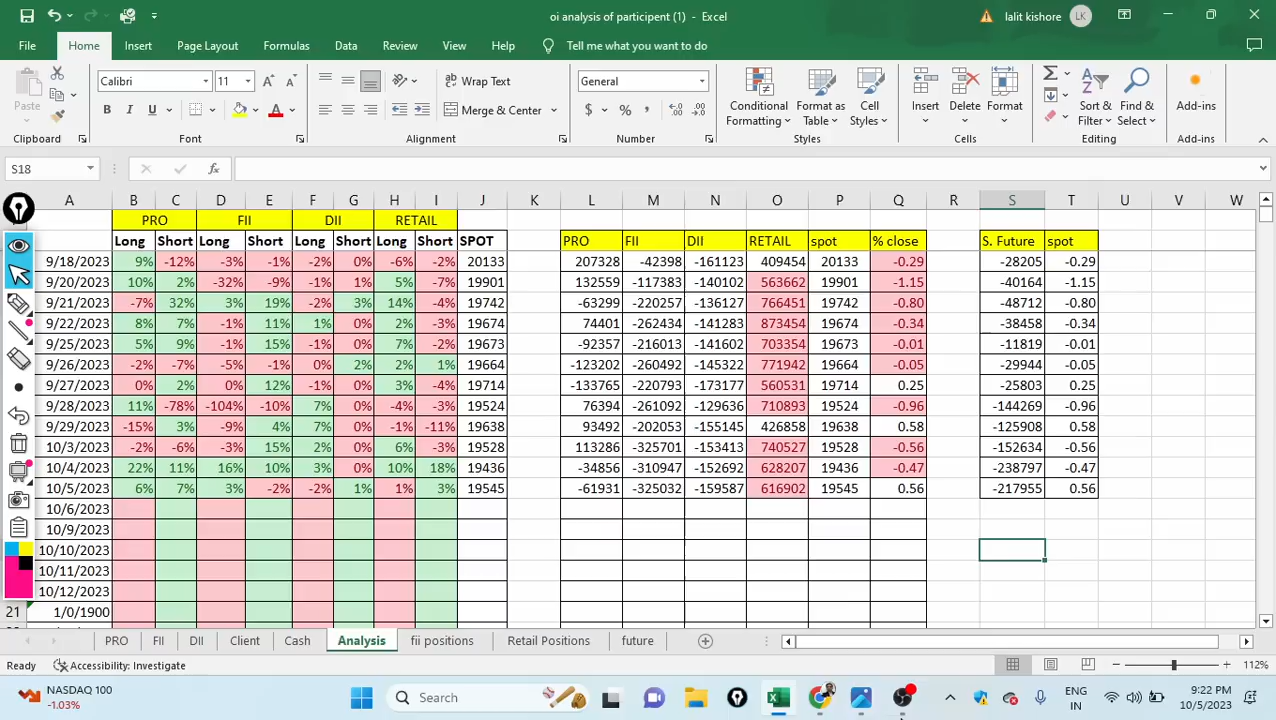 oi analysis of participent (1) - Excel
lalit kishore LK
File Home Insert Page Layout Formulas Data Review View Help Tell me what you want to do
Paste
Calibri 11
B I U
Wrap Text
Merge & Center
General
$ % ,
Conditional Formatting
Format as Table
Cell Styles
Insert Delete Format
Sort & Filter
Find & Select
Add-ins
Clipboard Font Alignment Number Styles Cells Editing Add-ins
S18 fx
A B C D E F G H I J K L M N O P Q R S T U V W
PRO FII DII RETAIL
Long Short Long Short Long Short Long Short SPOT PRO FII DII RETAIL spot % close S. Future spot
9/18/2023 9% -12% -3% -1% -2% 0% -6% -2% 20133 207328 -42398 -161123 409454 20133 -0.29 -28205 -0.29
9/20/2023 10% 2% -32% -9% -1% 1% 5% -7% 19901 132559 -117383 -140102 563662 19901 -1.15 -40164 -1.15
9/21/2023 -7% 32% 3% 19% -2% 3% 14% -4% 19742 -63299 -220257 -136127 766451 19742 -0.80 -48712 -0.80
9/22/2023 8% 7% -1% 11% 1% 0% 2% -3% 19674 74401 -262434 -141283 873454 19674 -0.34 -38458 -0.34
9/25/2023 5% 9% -1% 15% -1% 0% 7% -2% 19673 -92357 -216013 -141602 703354 19673 -0.01 -11819 -0.01
9/26/2023 -2% -7% -5% -1% 0% 2% 2% 1% 19664 -123202 -260492 -145322 771942 19664 -0.05 -29944 -0.05
9/27/2023 0% 2% 0% 12% -1% 0% 3% -4% 19714 -133765 -220793 -173177 560531 19714 0.25 -25803 0.25
9/28/2023 11% -78% -104% -10% 7% 0% -4% -3% 19524 76394 -261092 -129636 710893 19524 -0.96 -144269 -0.96
9/29/2023 -15% 3% -9% 4% 7% 0% -1% -11% 19638 93492 -202053 -155145 426858 19638 0.58 -125908 0.58
10/3/2023 -2% -6% -3% 15% 2% 0% 6% -3% 19528 113286 -325701 -153413 740527 19528 -0.56 -152634 -0.56
10/4/2023 22% 11% 16% 10% 3% 0% 10% 18% 19436 -34856 -310947 -152692 628207 19436 -0.47 -238797 -0.47
10/5/2023 6% 7% 3% -2% -2% 1% 1% 3% 19545 -61931 -325032 -159587 616902 19545 0.56 -217955 0.56
10/6/2023
10/9/2023
10/10/2023
10/11/2023
10/12/2023
21 1/0/1900
PRO FII DII Client Cash Analysis fii positions Retail Positions future
Ready Accessibility: Investigate 112%
NASDAQ 100
-1.03%
Search
ENG
IN
9:22 PM
10/5/2023